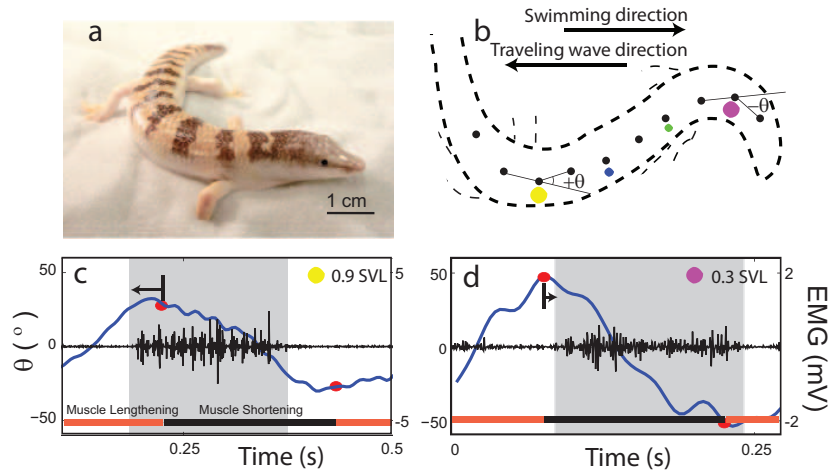 a
1 cm
b
Swimming direction
Traveling wave direction
−θ
+θ
c
0.9 SVL
50
0
−50
5
-5
θ (°)
Muscle Lengthening
Muscle Shortening
0.25
0.5
Time (s)
d
0.3 SVL
50
0
−50
2
-2
EMG (mV)
0
0.25
Time (s)